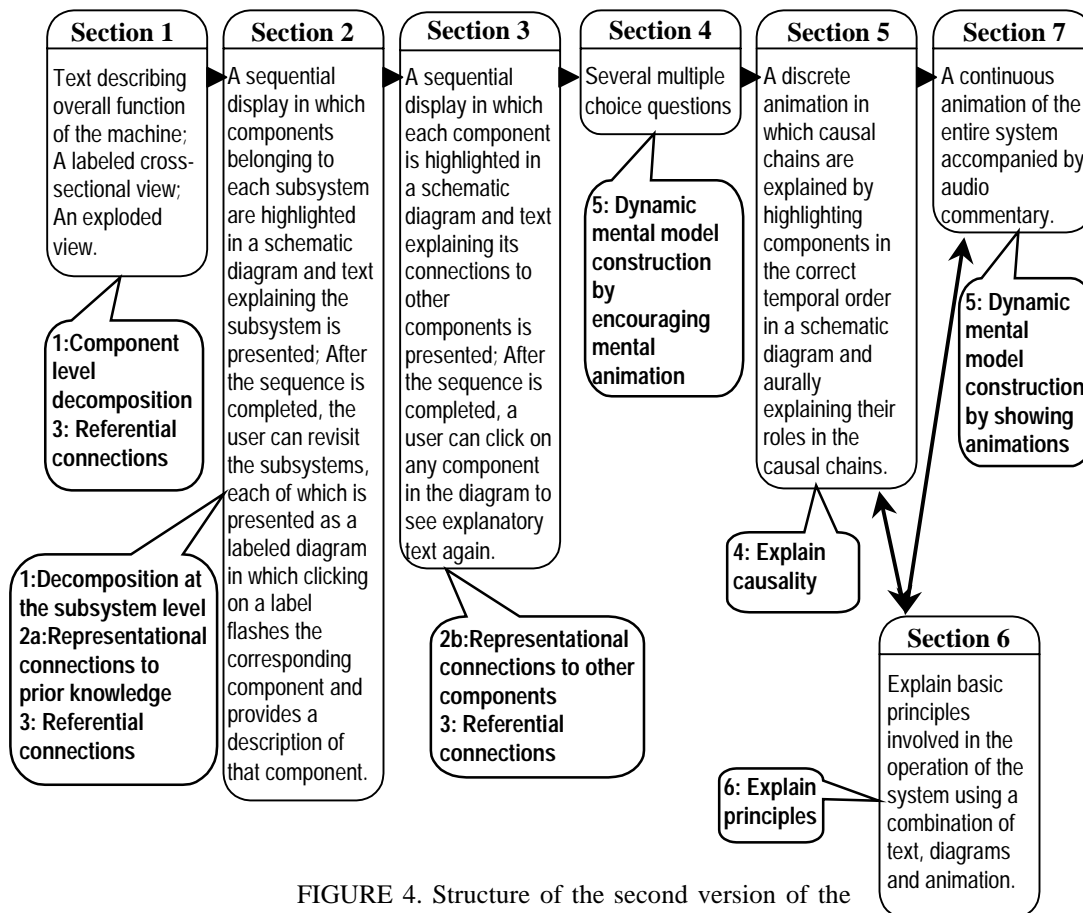 Section 1
Text describing
overall function
of the machine;
A labeled cross-
sectional view;
An exploded
view.
1:Component
level
decomposition
3: Referential
connections
Section 2
A sequential
display in which
components
belonging to
each subsystem
are highlighted
in a schematic
diagram and text
explaining the
subsystem is
presented; After
the sequence is
completed, the
user can revisit
the subsystems,
each of which is
presented as a
labeled diagram
in which clicking
on a label
flashes the
corresponding
component and
provides a
description of
that component.
1:Decomposition at
the subsystem level
2a:Representational
connections to
prior knowledge
3: Referential
connections
Section 3
A sequential
display in which
each component
is highlighted in
a schematic
diagram and text
explaining its
connections to
other
components is
presented; After
the sequence is
completed, a
user can click on
any component
in the diagram to
see explanatory
text again.
2b:Representational
connections to other
components
3: Referential
connections
Section 4
Several multiple
choice questions
5: Dynamic
mental model
construction
by
encouraging
mental
animation
Section 5
A discrete
animation in
which causal
chains are
explained by
highlighting
components in
the correct
temporal order
in a schematic
diagram and
aurally
explaining their
roles in the
causal chains.
4: Explain
causality
Section 7
A continuous
animation of the
entire system
accompanied by
audio
commentary.
5: Dynamic
mental
model
construction
by showing
animations
Section 6
Explain basic
principles
involved in the
operation of the
system using a
combination of
text, diagrams
and animation.
6: Explain
principles
FIGURE 4. Structure of the second version of the